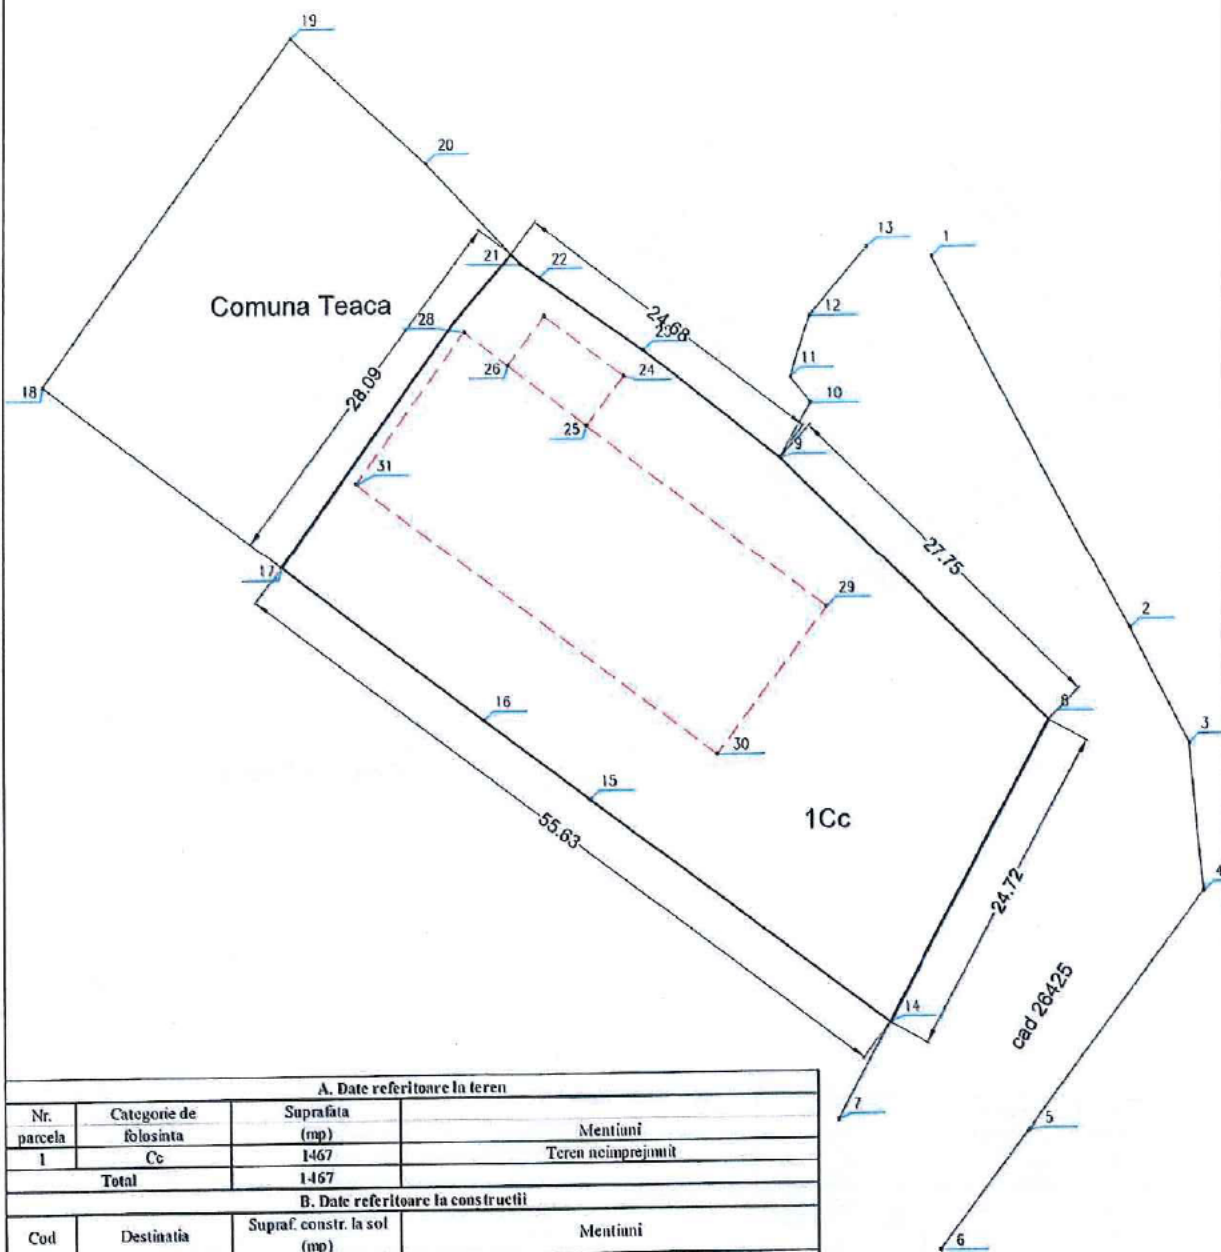 19
20
13
1
21
22
Comuna Teaca
24.68
12
28
23
11
26
24
10
18
28.09
25
9
31
27.75
17
29
2
16
8
3
30
15
1Cc
55.63
4
24.72
14
cad 26425
7
5
6
A. Date referitoare la teren
Nr. parcela
Categorie de folosinta
Suprafata (mp)
Mentiuni
1 Cc 1467 Teren neimprejmuit
Total 1467
B. Date referitoare la constructii
Cod
Destinatia
Supraf. constr. la sol (mp)
Mentiuni